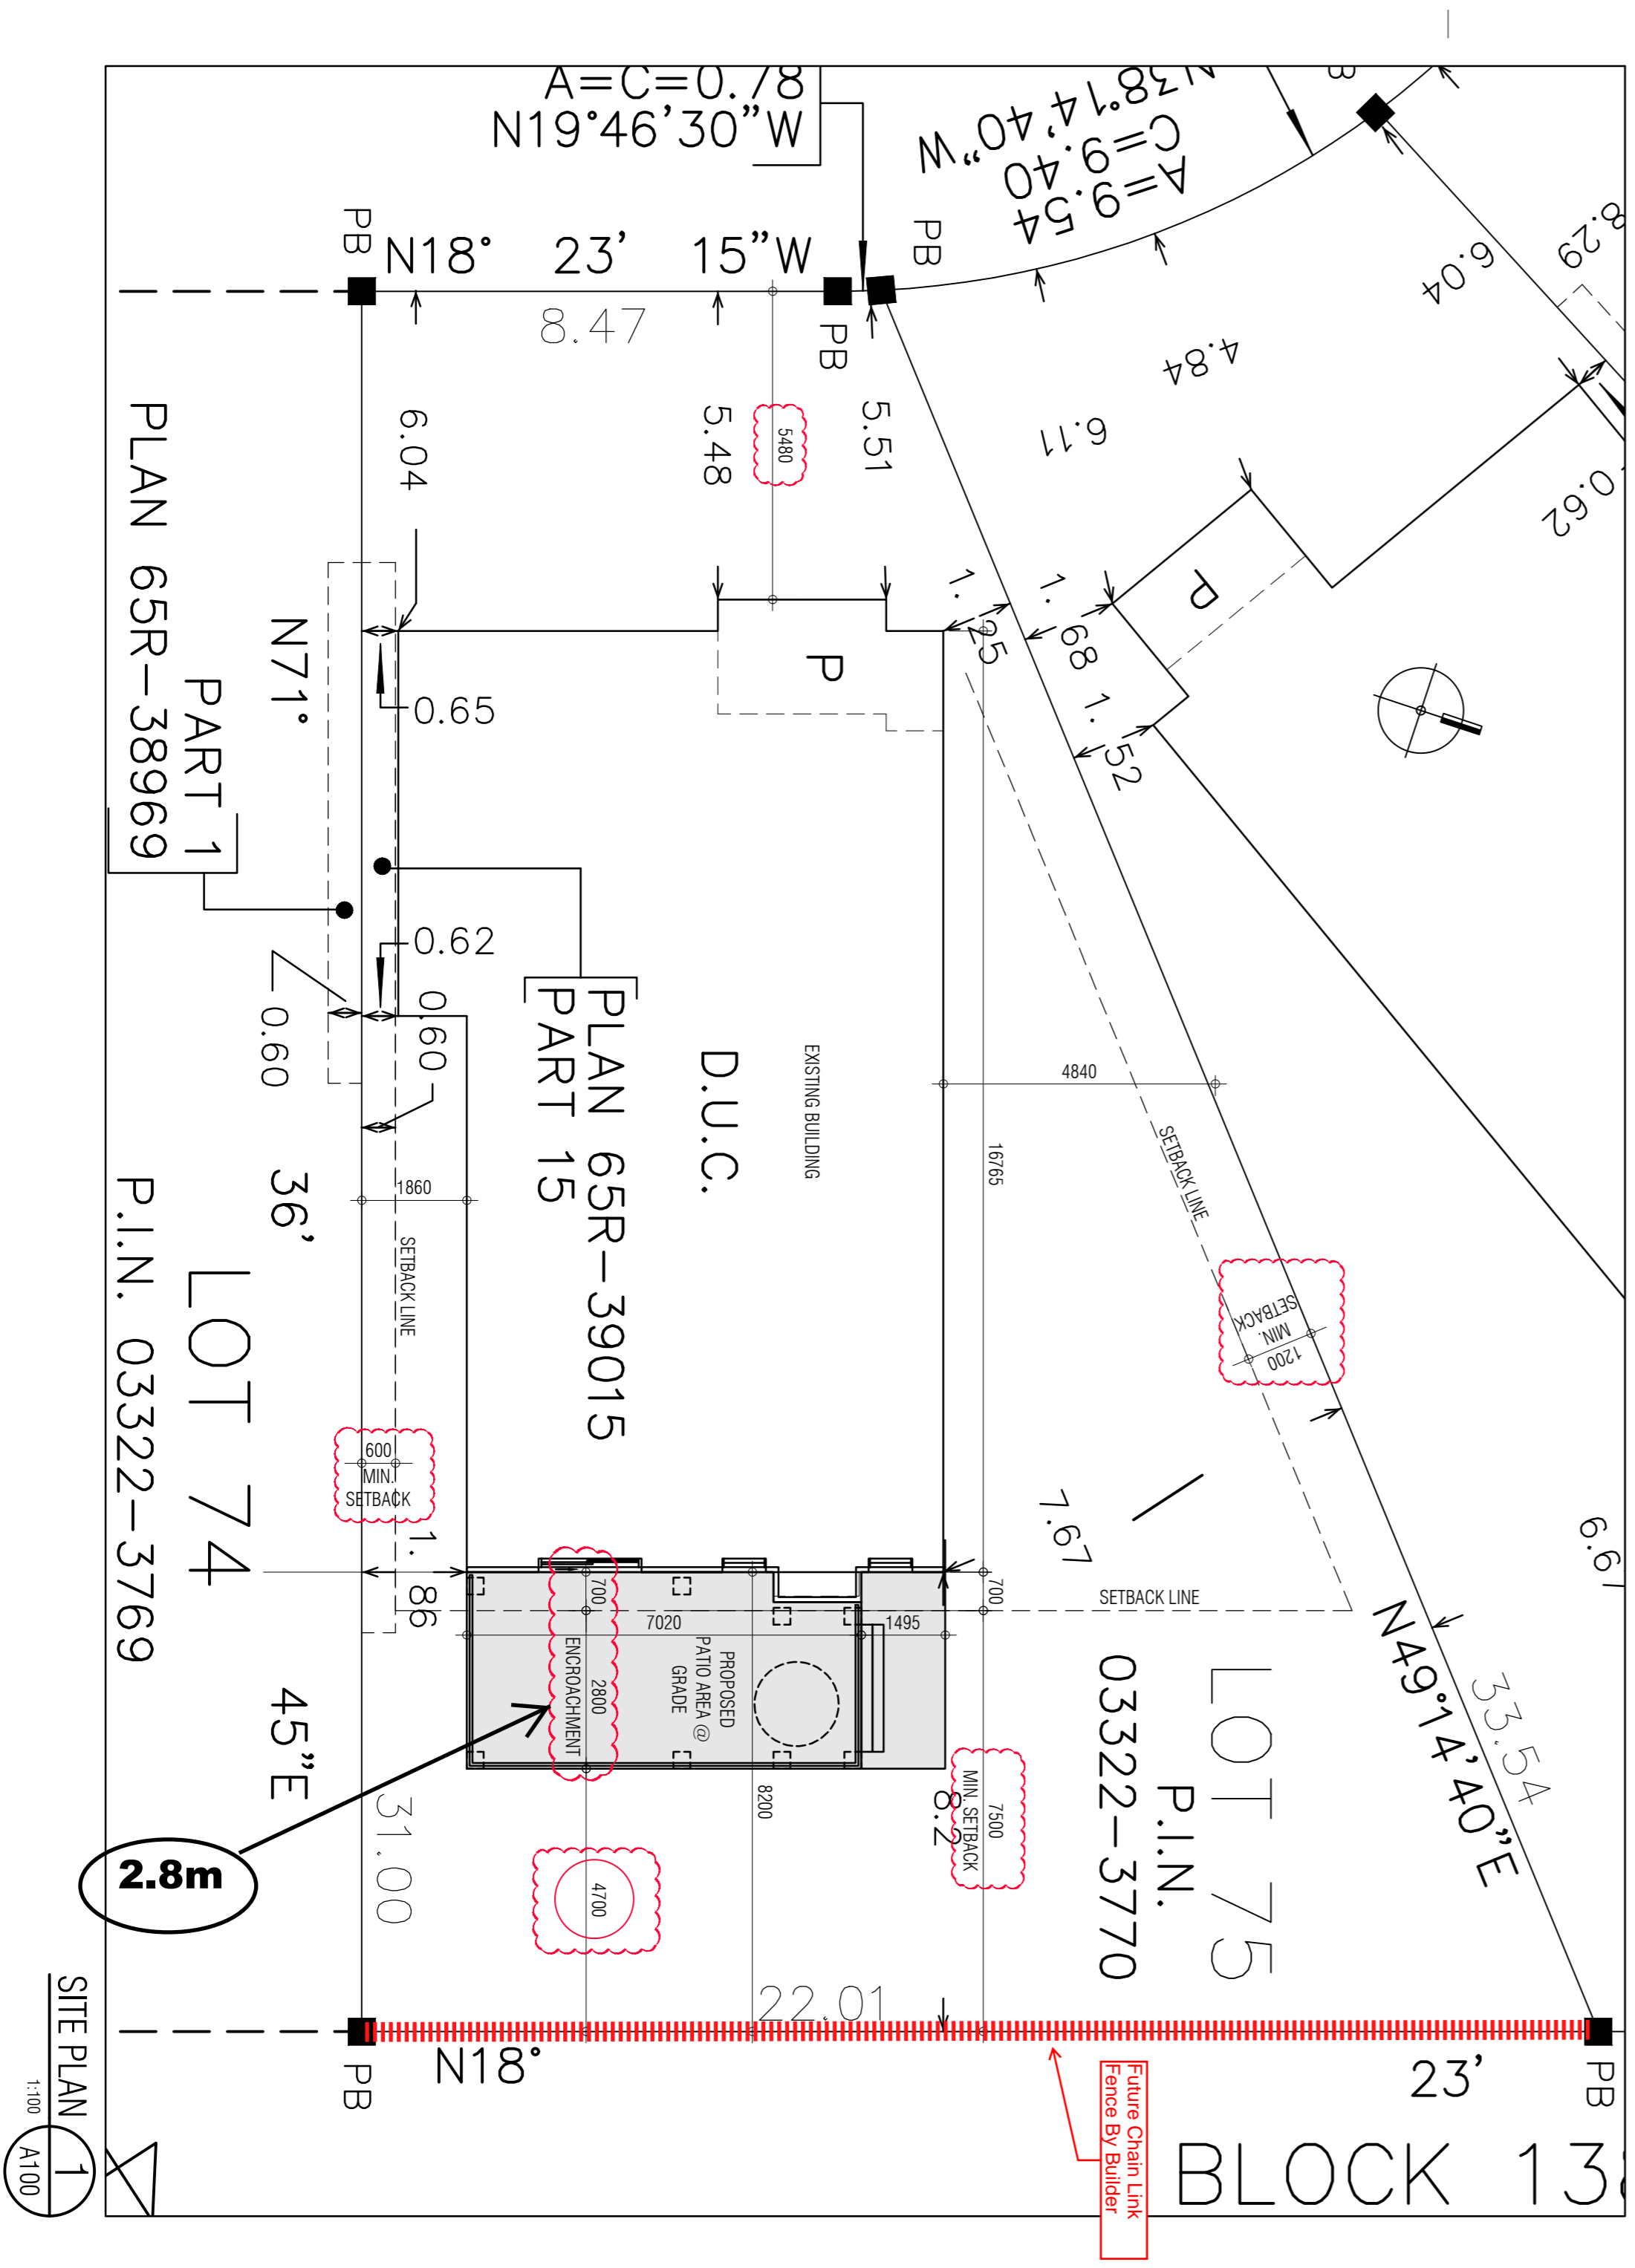 A=C=0.78
N19°46'30"W
N38°14'40"W
C=9.40
A=9.54
PB
PB
PB
PB
N18° 23' 15"W
8.47
8.29
6.04
4.84
6.11
0.62
6.04
5.48
5480
5.51
P
P
1.25
1.68
1.52
PLAN 65R-38969
PART 1
N71° 36' 45"E
0.65
0.62
0.60
0.60
PLAN 65R-39015
PART 15
D.U.C.
EXISTING BUILDING
4840
16765
SETBACK LINE
1860
SETBACK LINE
1200
MIN.
SETBACK
600
MIN.
SETBACK
1.86
LOT 74
P.I.N. 03322-3769
7.67
6.61
700
700
SETBACK LINE
7020
1495
PROPOSED
PATIO AREA @
GRADE
2800
ENCROACHMENT
8200
8.2
7500
MIN. SETBACK
4700
LOT 75
P.I.N.
03322-3770
33.54
N49°14'40"E
31.00
2.8m
22.01
N18°
23'
PB
PB
Future Chain Link
Fence By Builder
BLOCK 138
SITE PLAN
1:100
1
A100